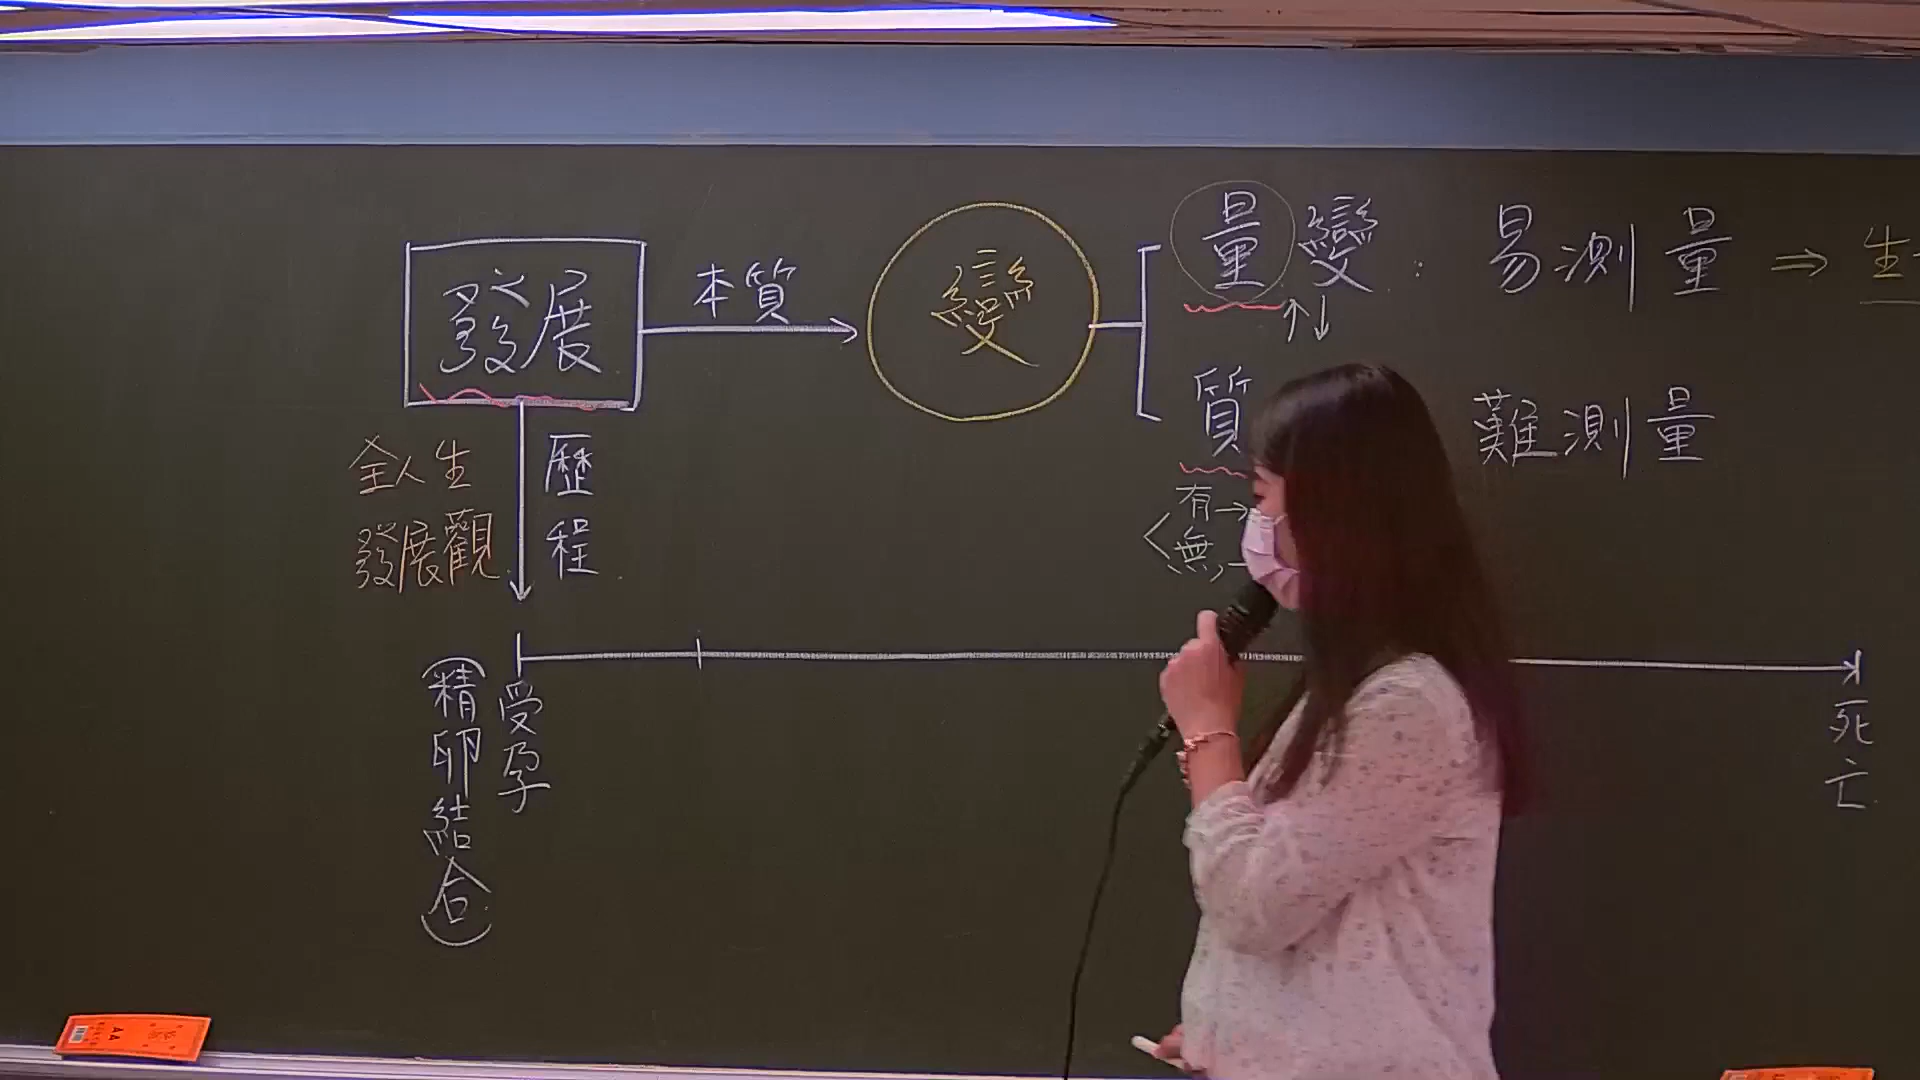 發展
本質
變
量變：易測量 ⇒ 生
↑↓
質
難測量
有→
無
全人生
發展觀
歷程
受孕
(精卵結合)
死亡
AA